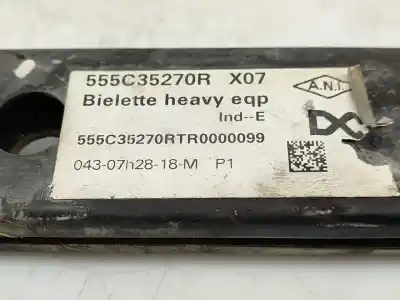 555C35270R X07
A.N.I.
Bielette heavy eqp
Ind--E
555C35270RTR0000099
043-07h28-18-M P1